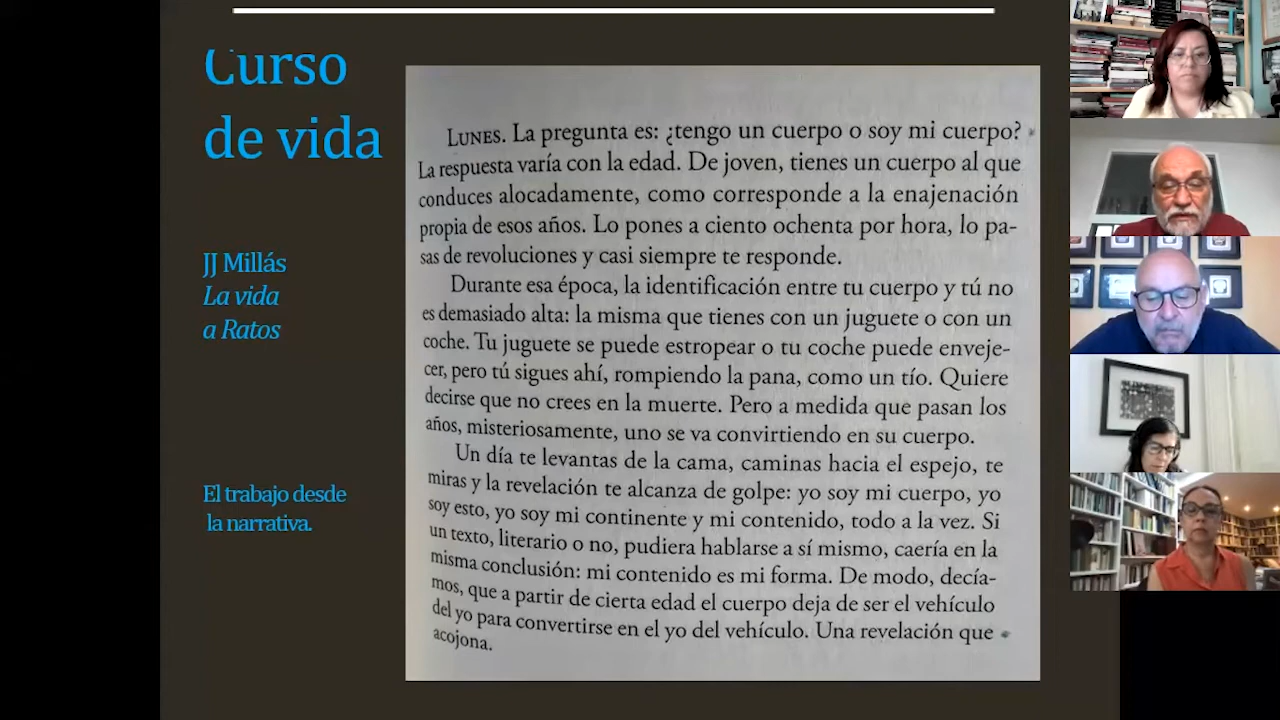 Curso
de vida
JJ Millás
La vida
a Ratos
El trabajo desde
la narrativa.
LUNES. La pregunta es: ¿tengo un cuerpo o soy mi cuerpo?
La respuesta varía con la edad. De joven, tienes un cuerpo al que
conduces alocadamente, como corresponde a la enajenación
propia de esos años. Lo pones a ciento ochenta por hora, lo pa-
sas de revoluciones y casi siempre te responde.
Durante esa época, la identificación entre tu cuerpo y tú no
es demasiado alta: la misma que tienes con un juguete o con un
coche. Tu juguete se puede estropear o tu coche puede enveje-
cer, pero tú sigues ahí, rompiendo la pana, como un tío. Quiere
decirse que no crees en la muerte. Pero a medida que pasan los
años, misteriosamente, uno se va convirtiendo en su cuerpo.
Un día te levantas de la cama, caminas hacia el espejo, te
miras y la revelación te alcanza de golpe: yo soy mi cuerpo, yo
soy esto, yo soy mi continente y mi contenido, todo a la vez. Si
un texto, literario o no, pudiera hablarse a sí mismo, caería en la
misma conclusión: mi contenido es mi forma. De modo, decía-
mos, que a partir de cierta edad el cuerpo deja de ser el vehículo
del yo para convertirse en el yo del vehículo. Una revelación que
acojona.